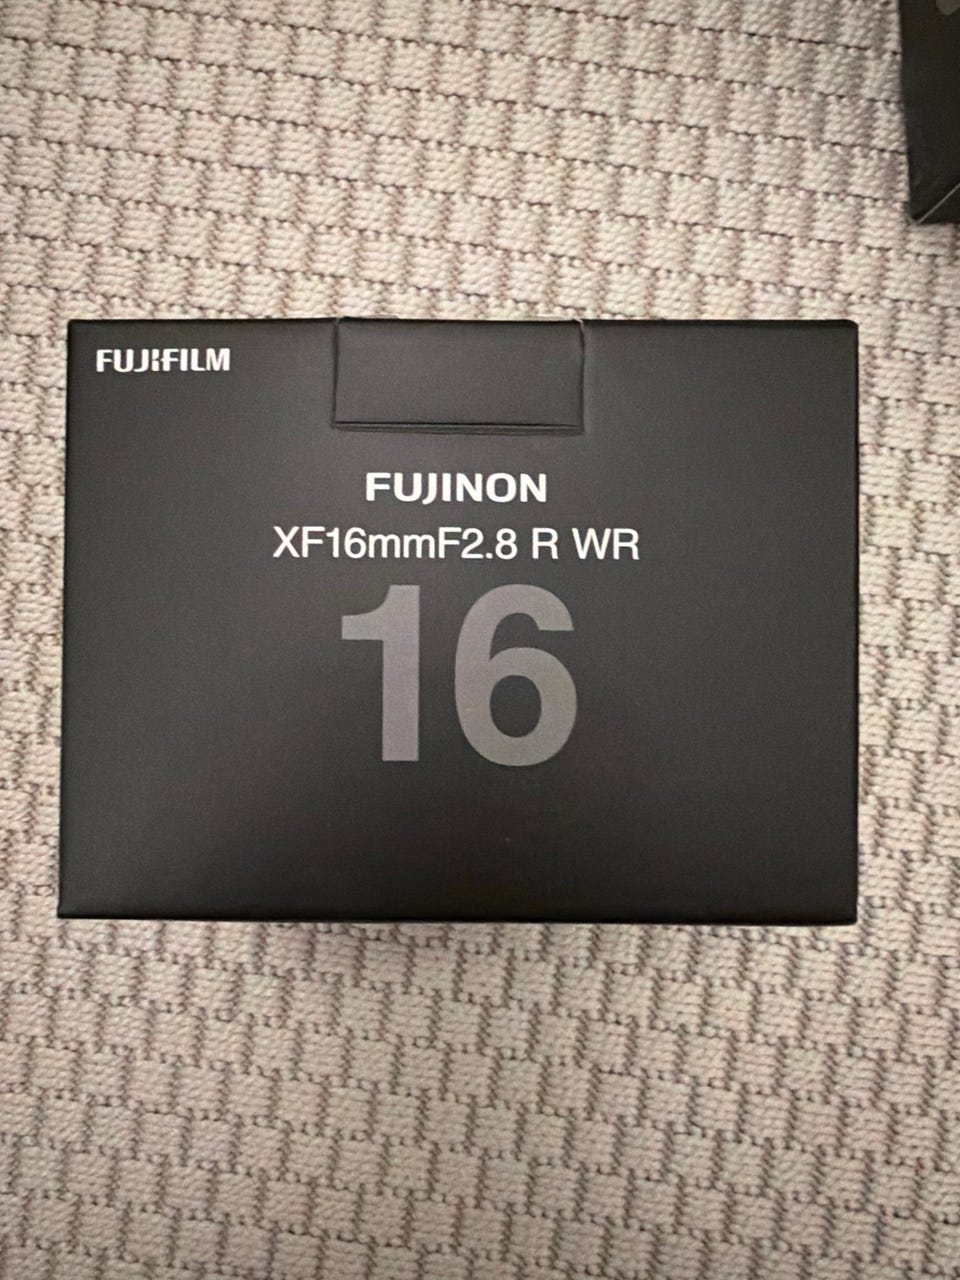 FUJIFILM
FUJINON
XF16mmF2.8 R WR
16